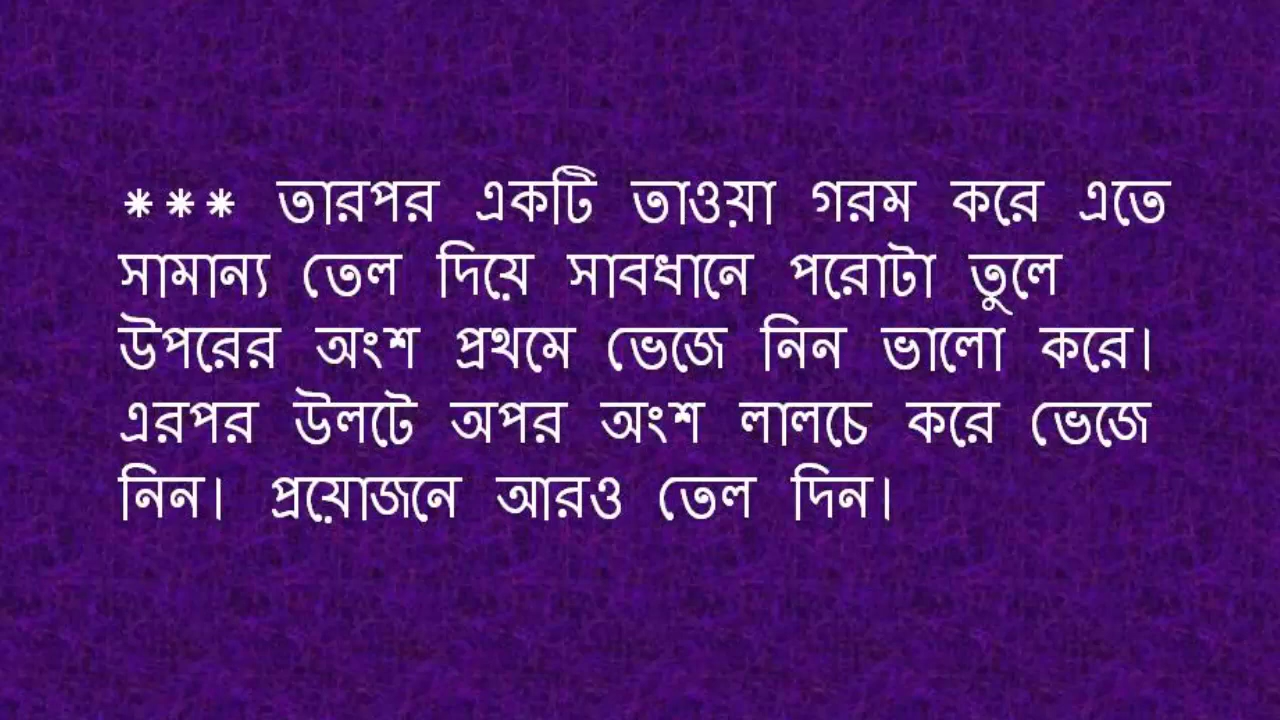 *** তারপর একটি তাওয়া গরম করে এতে
সামান্য তেল দিয়ে সাবধানে পরোটা তুলে
উপরের অংশ প্রথমে ভেজে নিন ভালো করে।
এরপর উলটে অপর অংশ লালচে করে ভেজে
নিন। প্রয়োজনে আরও তেল দিন।